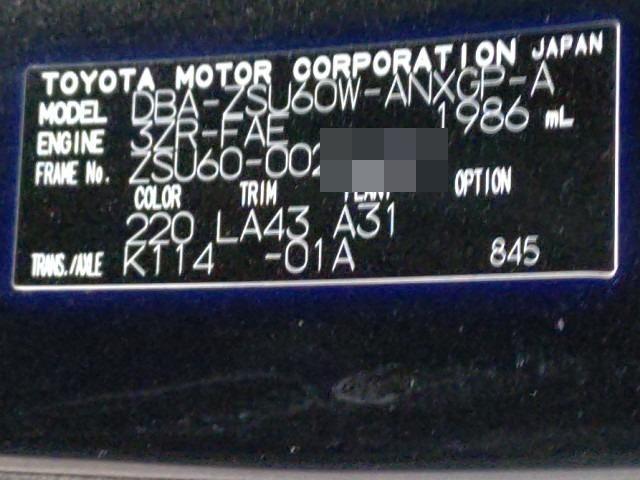 TOYOTA MOTOR CORPORATION JAPAN
MODEL DBA-ZSU60W-ANXGP-A
ENGINE 3ZR-FAE 1986 mL
FRAME No. ZSU60-002
COLOR TRIM PLANT OPTION
220 LA43 A31
TRANS./AXLE K114 -01A 845